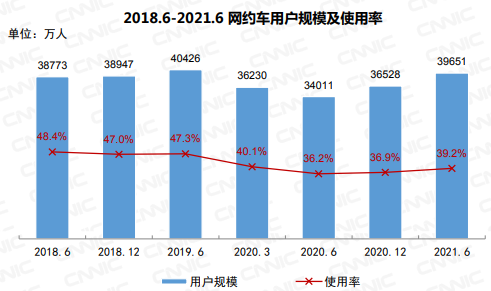 2018.6-2021.6 网约车用户规模及使用率
单位：万人
38773 38947 40426 36230 34011 36528 39651
48.4% 47.0% 47.3% 40.1% 36.2% 36.9% 39.2%
2018. 6 2018. 12 2019. 6 2020. 3 2020. 6 2020. 12 2021. 6
用户规模 使用率
CNNIC